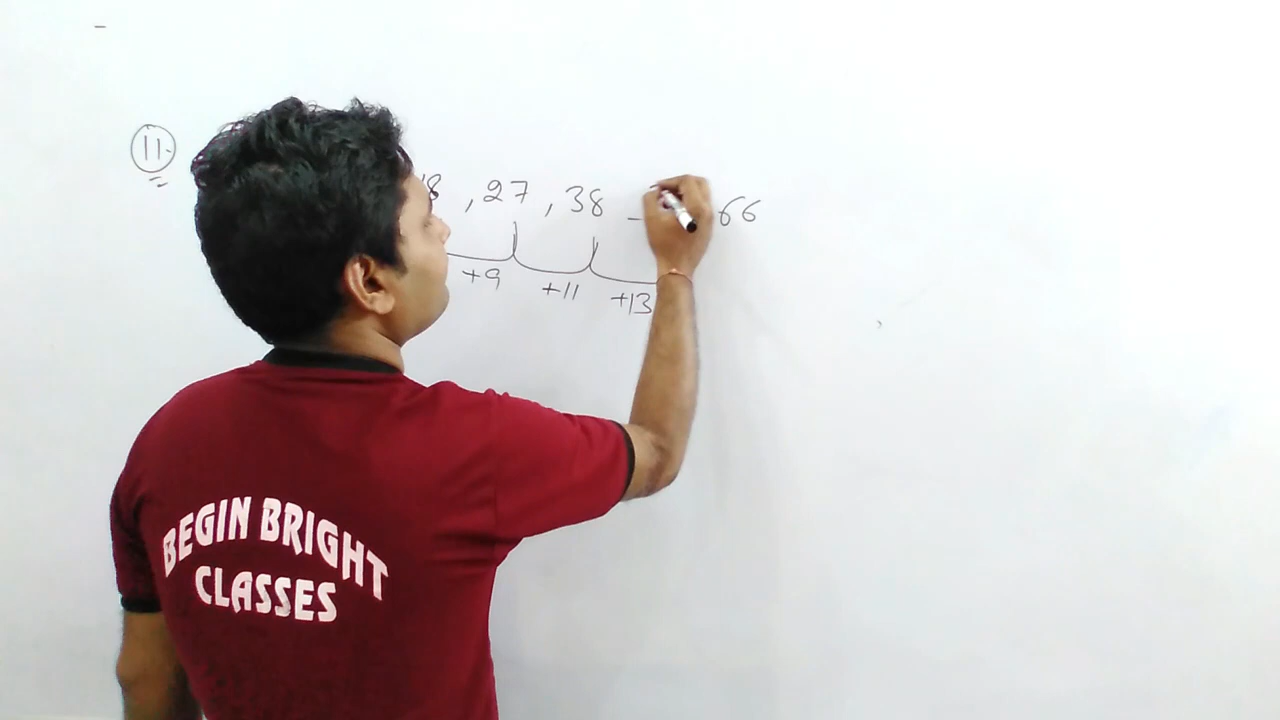 11.
18, 27, 38 _ 66
+9 +11 +13
BEGIN BRIGHT
CLASSES